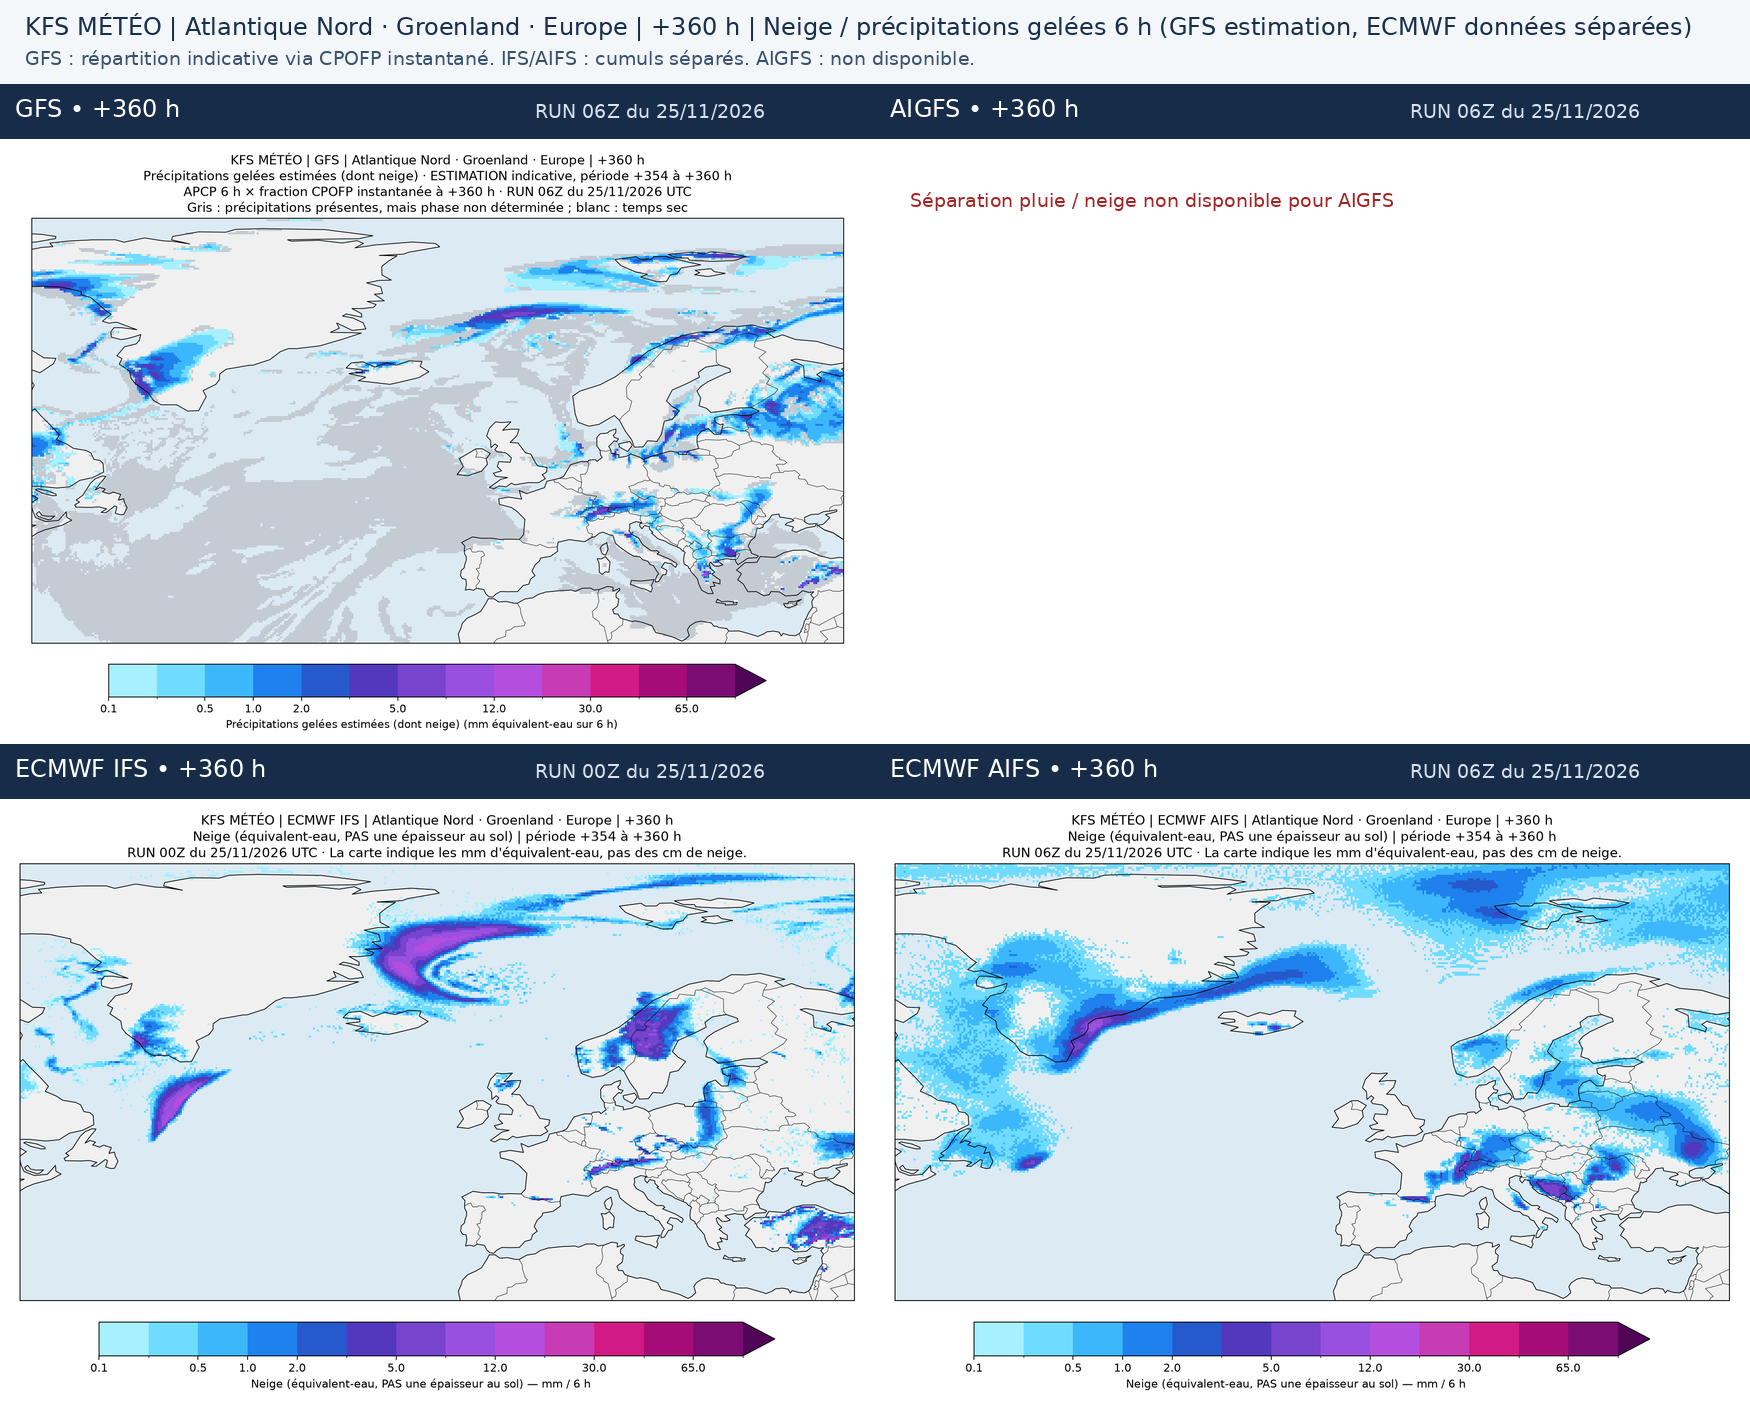 KFS MÉTÉO | Atlantique Nord · Groenland · Europe | +360 h | Neige / précipitations gelées 6 h (GFS estimation, ECMWF données séparées)
GFS : répartition indicative via CPOFP instantané. IFS/AIFS : cumuls séparés. AIGFS : non disponible.
GFS • +360 h
RUN 06Z du 25/11/2026
AIGFS • +360 h
RUN 06Z du 25/11/2026
KFS MÉTÉO | GFS | Atlantique Nord · Groenland · Europe | +360 h
Précipitations gelées estimées (dont neige) · ESTIMATION indicative, période +354 à +360 h
APCP 6 h × fraction CPOFP instantanée à +360 h · RUN 06Z du 25/11/2026 UTC
Gris : précipitations présentes, mais phase non déterminée ; blanc : temps sec
Séparation pluie / neige non disponible pour AIGFS
0.1 0.5 1.0 2.0 5.0 12.0 30.0 65.0
Précipitations gelées estimées (dont neige) (mm équivalent-eau sur 6 h)
ECMWF IFS • +360 h
RUN 00Z du 25/11/2026
ECMWF AIFS • +360 h
RUN 06Z du 25/11/2026
KFS MÉTÉO | ECMWF IFS | Atlantique Nord · Groenland · Europe | +360 h
Neige (équivalent-eau, PAS une épaisseur au sol) | période +354 à +360 h
RUN 00Z du 25/11/2026 UTC · La carte indique les mm d'équivalent-eau, pas des cm de neige.
KFS MÉTÉO | ECMWF AIFS | Atlantique Nord · Groenland · Europe | +360 h
Neige (équivalent-eau, PAS une épaisseur au sol) | période +354 à +360 h
RUN 06Z du 25/11/2026 UTC · La carte indique les mm d'équivalent-eau, pas des cm de neige.
0.1 0.5 1.0 2.0 5.0 12.0 30.0 65.0
Neige (équivalent-eau, PAS une épaisseur au sol) — mm / 6 h
0.1 0.5 1.0 2.0 5.0 12.0 30.0 65.0
Neige (équivalent-eau, PAS une épaisseur au sol) — mm / 6 h